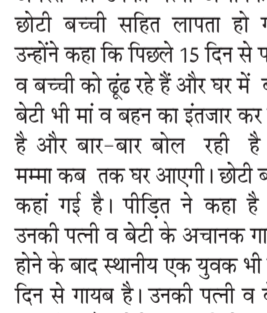 छोटी बच्ची सहित लापता हो
उन्होंने कहा कि पिछले 15 दिन से
व बच्ची को ढूंढ रहे हैं और घर में
बेटी भी मां व बहन का इंतजार कर
है और बार-बार बोल रही है
मम्मा कब तक घर आएगी। छोटी
कहां गई है। पीड़ित ने कहा है
उनकी पत्नी व बेटी के अचानक गा
होने के बाद स्थानीय एक युवक भी
दिन से गायब है। उनकी पत्नी व